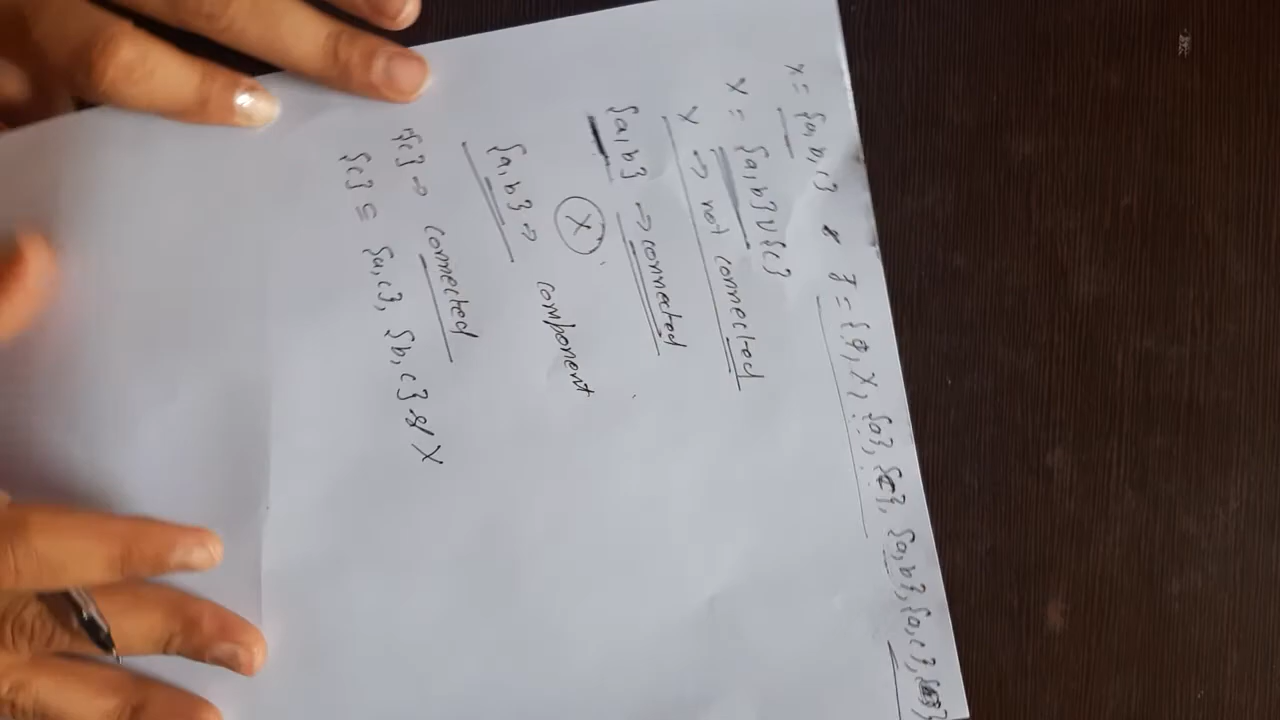 x = {a, b, c} & J = {φ, X, {a}, {c}, {a, b}, {a, c}, }
x = {a, b} ∪ {c}
x → not connected
{a, b} → connected
X
{a, b} ⇒ component
{c} ⇒ connected
{c} ⊆ {a, c}, {b, c} & X